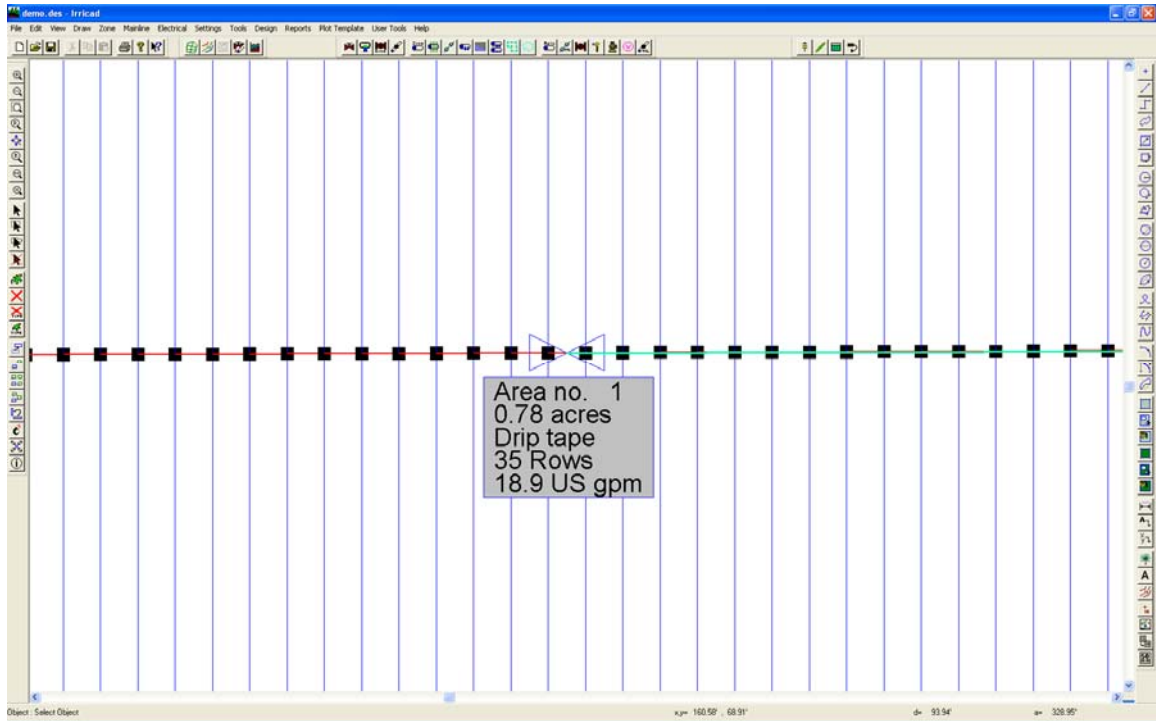 demo.des - Irricad
File Edit View Draw Zone Mainline Electrical Settings Tools Design Reports Plot Template User Tools Help
Area no. 1
0.78 acres
Drip tape
35 Rows
18.9 US gpm
Object : Select Object x,y= 160.58' , 68.91' d= 93.94' a= 328.95°